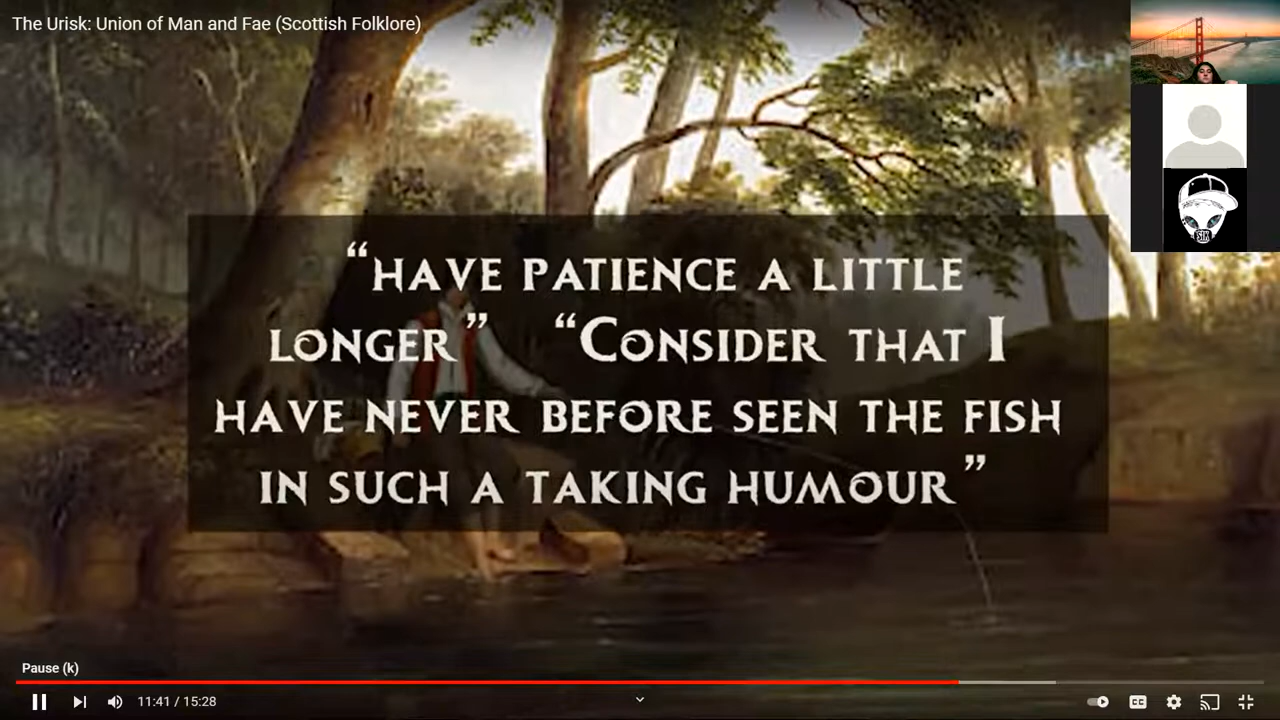 The Urisk: Union of Man and Fae (Scottish Folklore)
“HAVE PATIENCE A LITTLE
LONGER” “CONSIDER THAT I
HAVE NEVER BEFORE SEEN THE FISH
IN SUCH A TAKING HUMOUR”
Pause (k)
11:41 / 15:28
CC